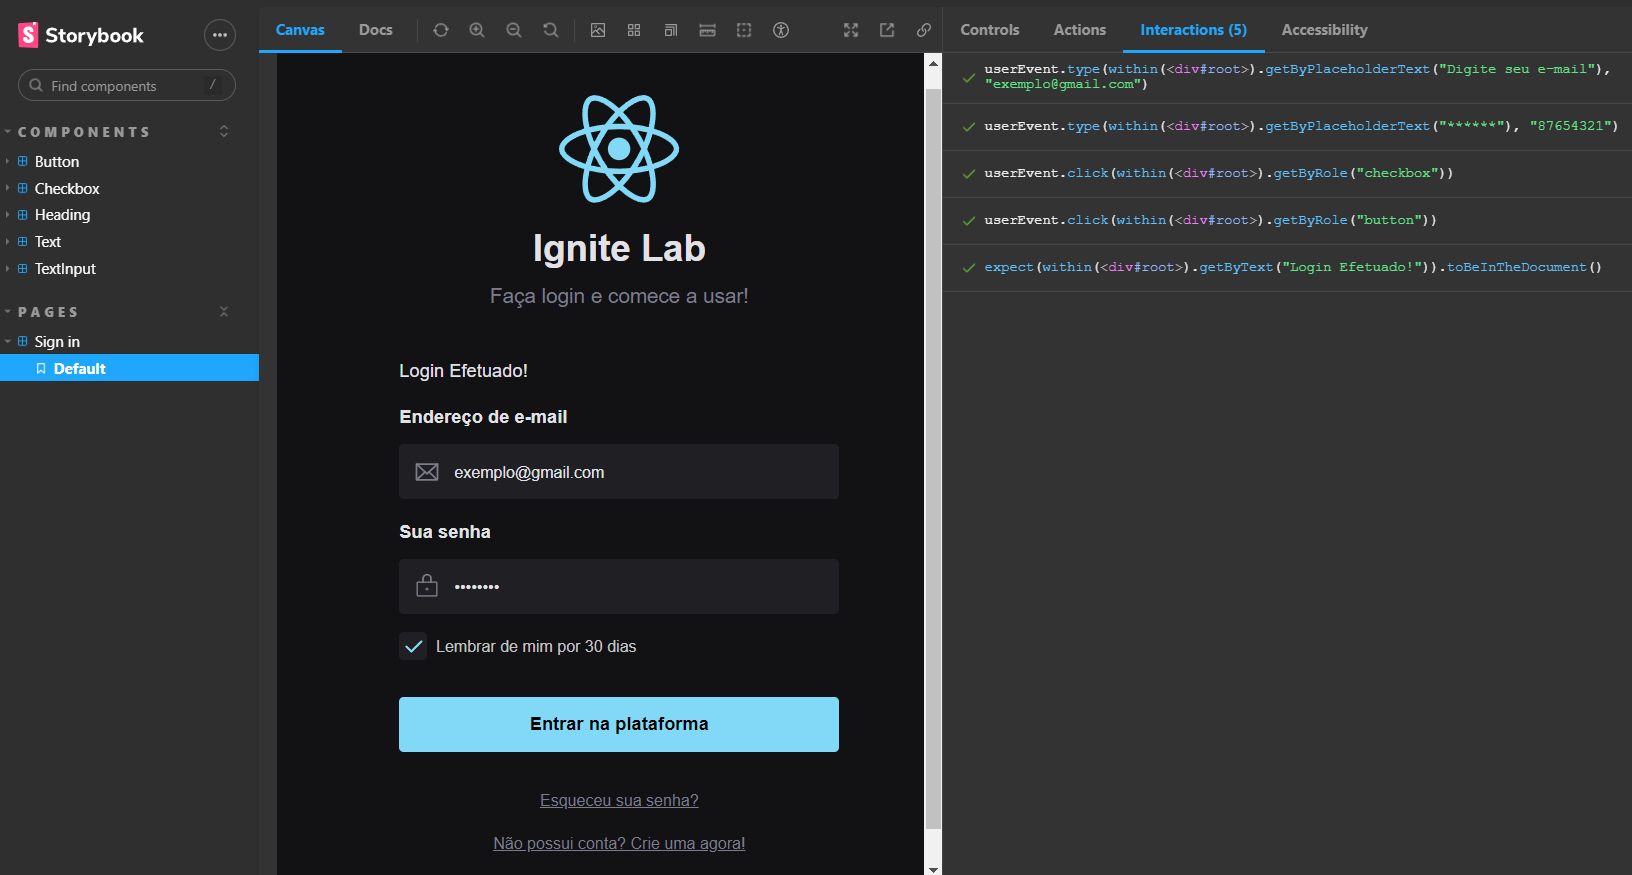 Storybook
Find components
/
COMPONENTS
Button
Checkbox
Heading
Text
TextInput
PAGES
Sign in
Default
Canvas
Docs
Ignite Lab
Faça login e comece a usar!
Login Efetuado!
Endereço de e-mail
exemplo@gmail.com
Sua senha
••••••••
Lembrar de mim por 30 dias
Entrar na plataforma
Esqueceu sua senha?
Não possui conta? Crie uma agora!
Controls
Actions
Interactions (5)
Accessibility
userEvent.type(within(<div#root>).getByPlaceholderText("Digite seu e-mail"),
"exemplo@gmail.com")
userEvent.type(within(<div#root>).getByPlaceholderText("******"), "87654321")
userEvent.click(within(<div#root>).getByRole("checkbox"))
userEvent.click(within(<div#root>).getByRole("button"))
expect(within(<div#root>).getByText("Login Efetuado!")).toBeInTheDocument()